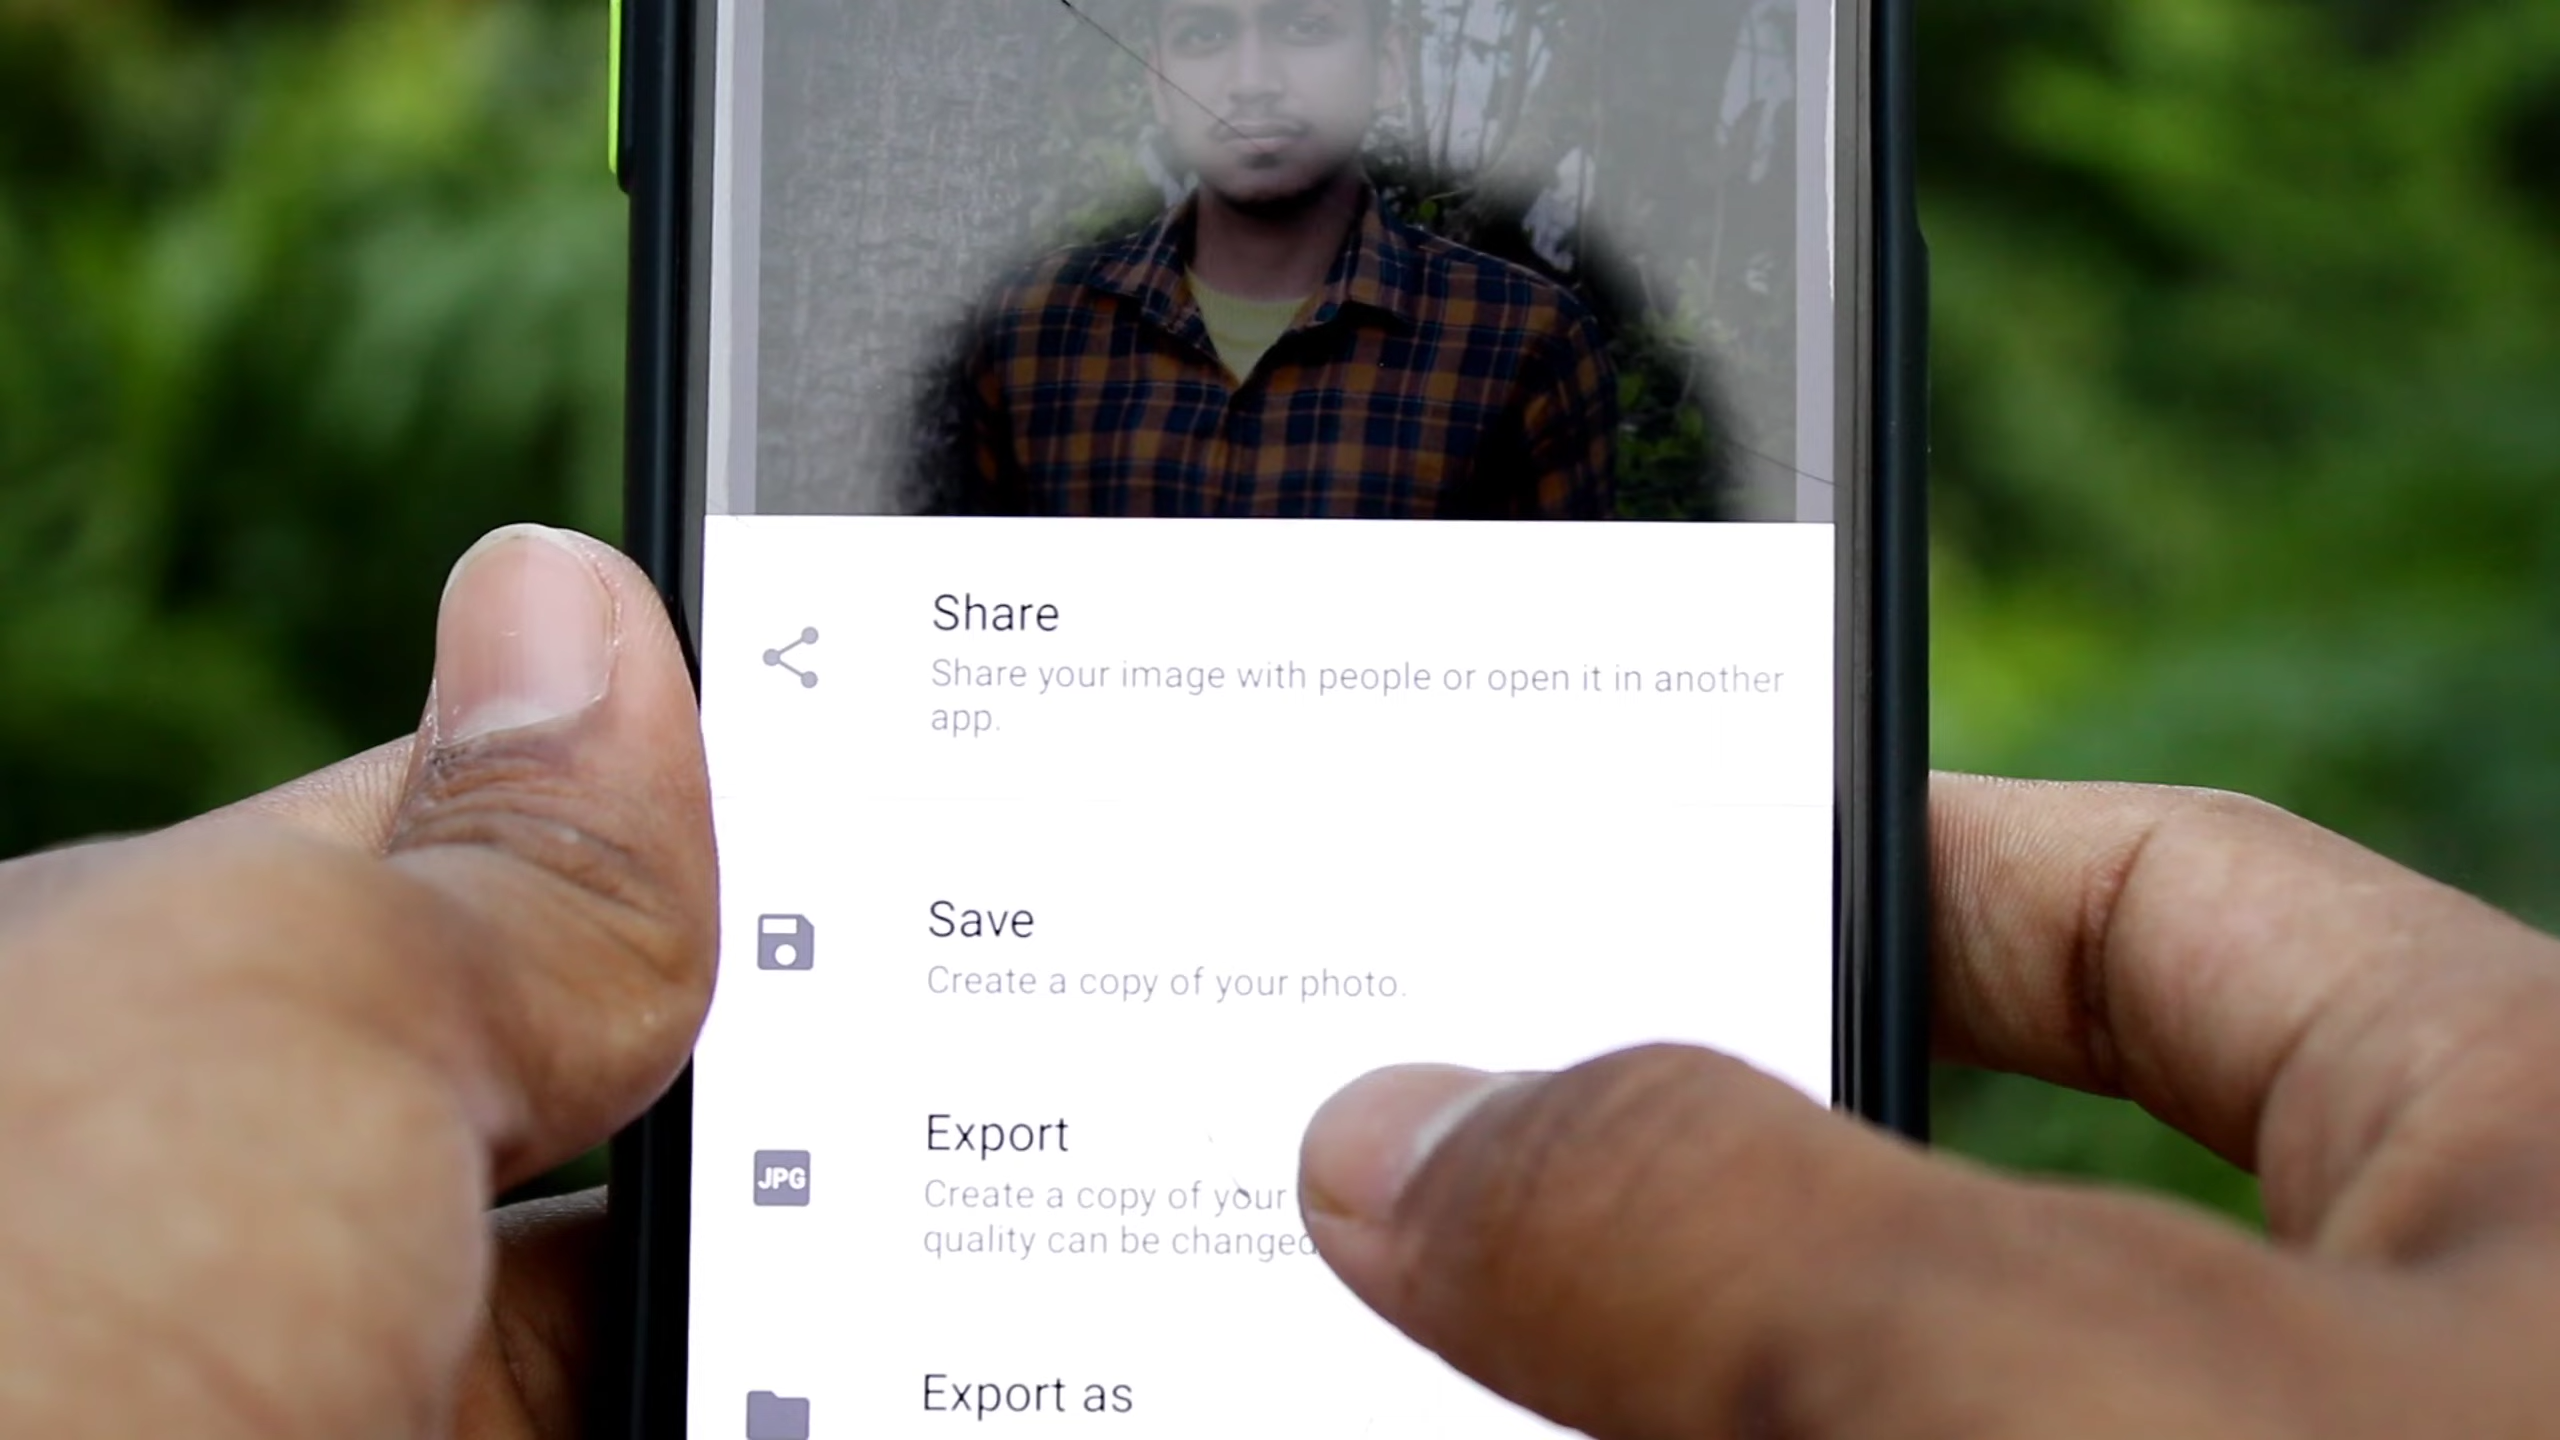 Share
Share your image with people or open it in another
app.
Save
Create a copy of your photo.
Export
JPG
Create a copy of your
quality can be changed
Export as